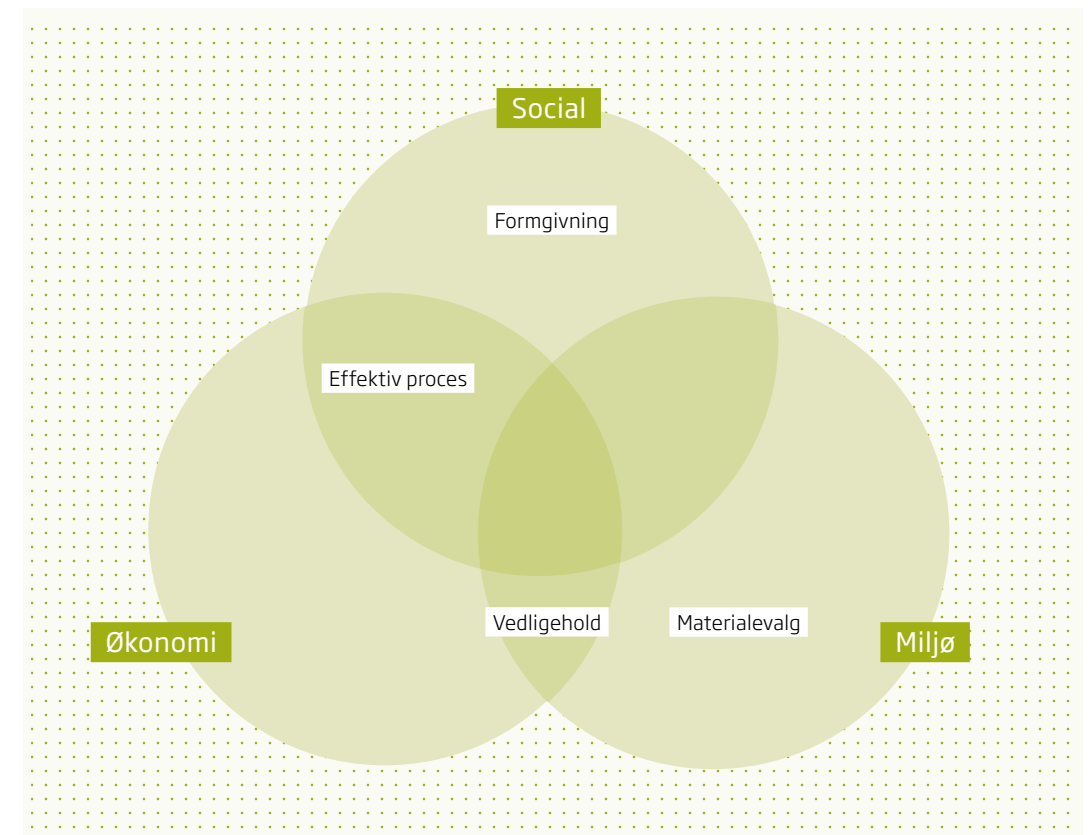 Social
Formgivning
Effektiv proces
Vedligehold
Materialevalg
Økonomi
Miljø